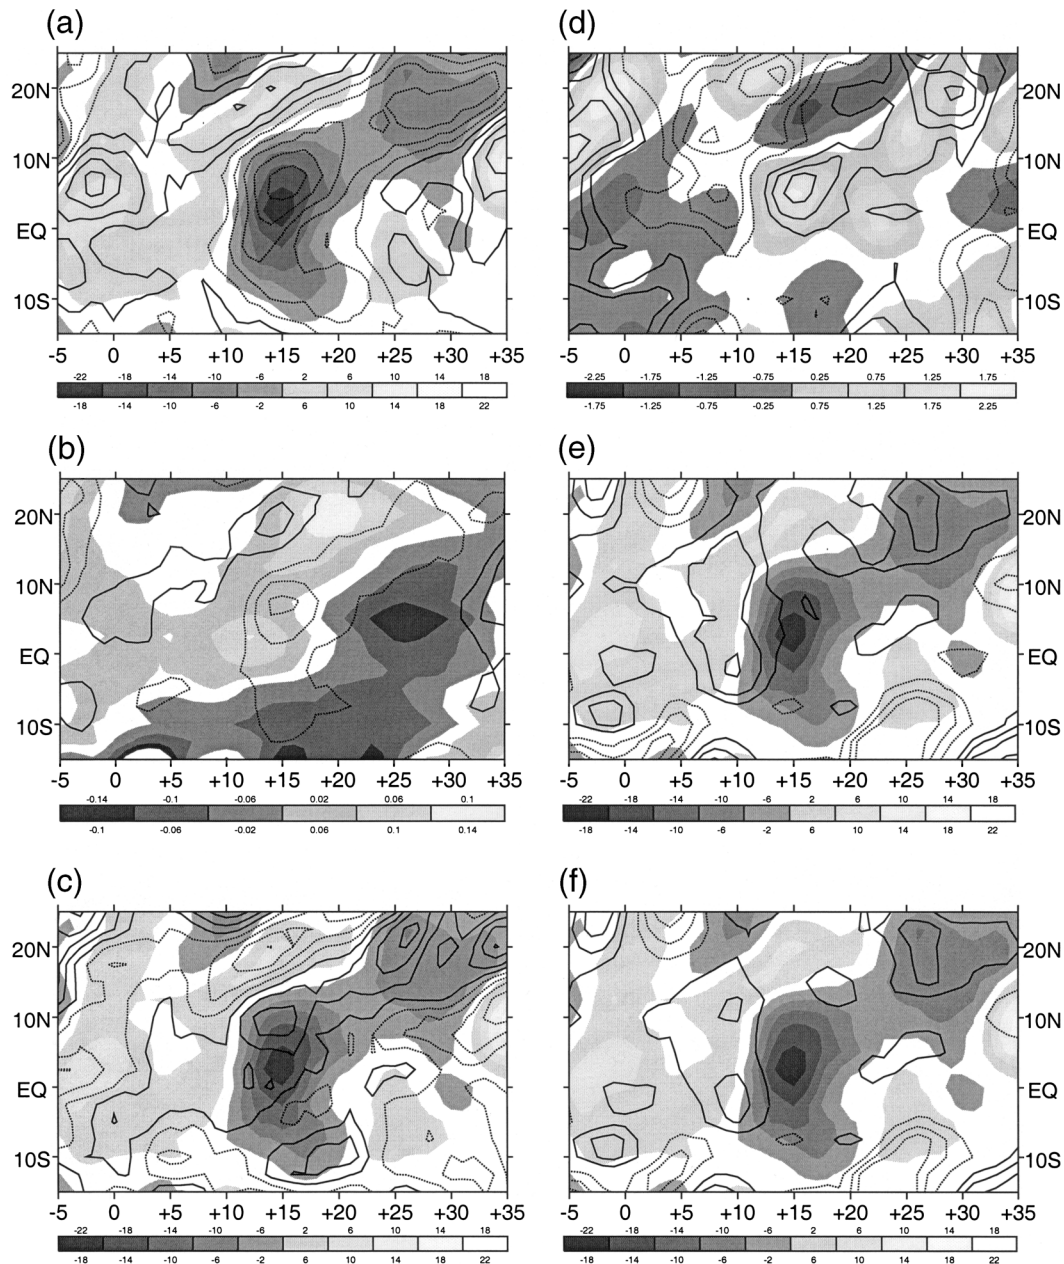 (a)
20N
10N
EQ
10S
-5 0 +5 +10 +15 +20 +25 +30 +35
-22 -18 -14 -10 -6 2 6 10 14 18
-18 -14 -10 -6 -2 6 10 14 18 22
(d)
20N
10N
EQ
10S
-5 0 +5 +10 +15 +20 +25 +30 +35
-2.25 -1.75 -1.25 -0.75 0.25 0.75 1.25 1.75
-1.75 -1.25 -0.75 -0.25 0.75 1.25 1.75 2.25
(b)
20N
10N
EQ
10S
-5 0 +5 +10 +15 +20 +25 +30 +35
-0.14 -0.1 -0.06 0.02 0.06 0.1
-0.1 -0.06 -0.02 0.06 0.1 0.14
(e)
20N
10N
EQ
10S
-5 0 +5 +10 +15 +20 +25 +30 +35
-22 -18 -14 -10 -6 2 6 10 14 18
-18 -14 -10 -6 -2 6 10 14 18 22
(c)
20N
10N
EQ
10S
-5 0 +5 +10 +15 +20 +25 +30 +35
-22 -18 -14 -10 -6 2 6 10 14 18
-18 -14 -10 -6 -2 6 10 14 18 22
(f)
20N
10N
EQ
10S
-5 0 +5 +10 +15 +20 +25 +30 +35
-22 -18 -14 -10 -6 2 6 10 14 18
-18 -14 -10 -6 -2 6 10 14 18 22